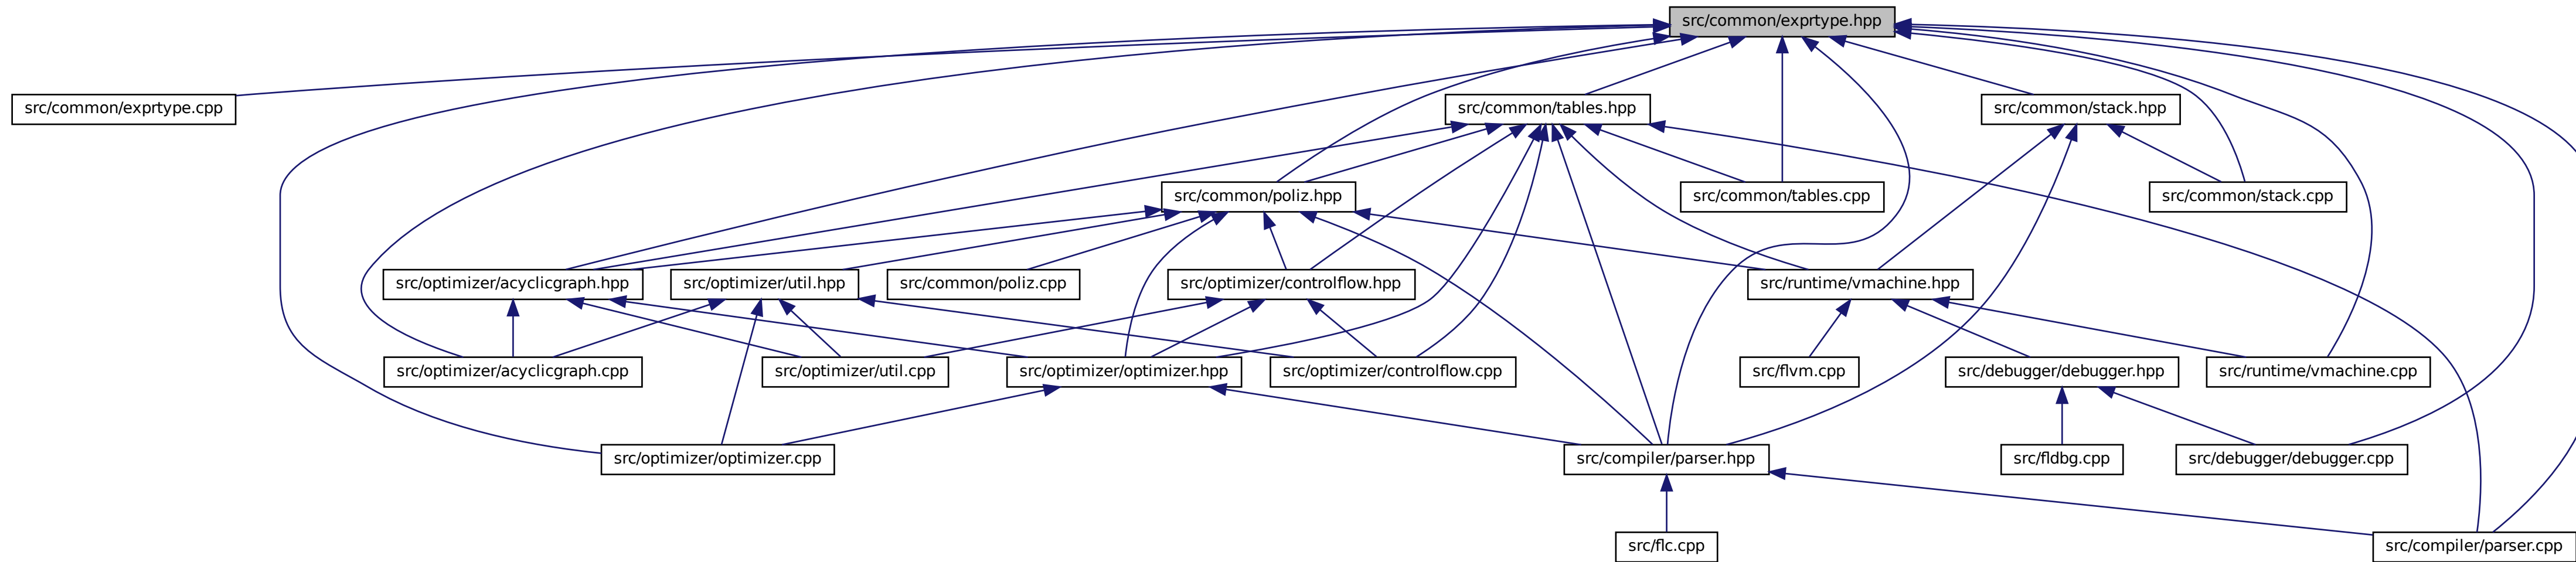 src/common/exprtype.hpp
src/common/exprtype.cpp
src/common/tables.hpp
src/common/stack.hpp
src/common/poliz.hpp
src/common/tables.cpp
src/common/stack.cpp
src/optimizer/acyclicgraph.hpp
src/optimizer/util.hpp
src/common/poliz.cpp
src/optimizer/controlflow.hpp
src/runtime/vmachine.hpp
src/optimizer/acyclicgraph.cpp
src/optimizer/util.cpp
src/optimizer/optimizer.hpp
src/optimizer/controlflow.cpp
src/flvm.cpp
src/debugger/debugger.hpp
src/runtime/vmachine.cpp
src/optimizer/optimizer.cpp
src/compiler/parser.hpp
src/fldbg.cpp
src/debugger/debugger.cpp
src/flc.cpp
src/compiler/parser.cpp